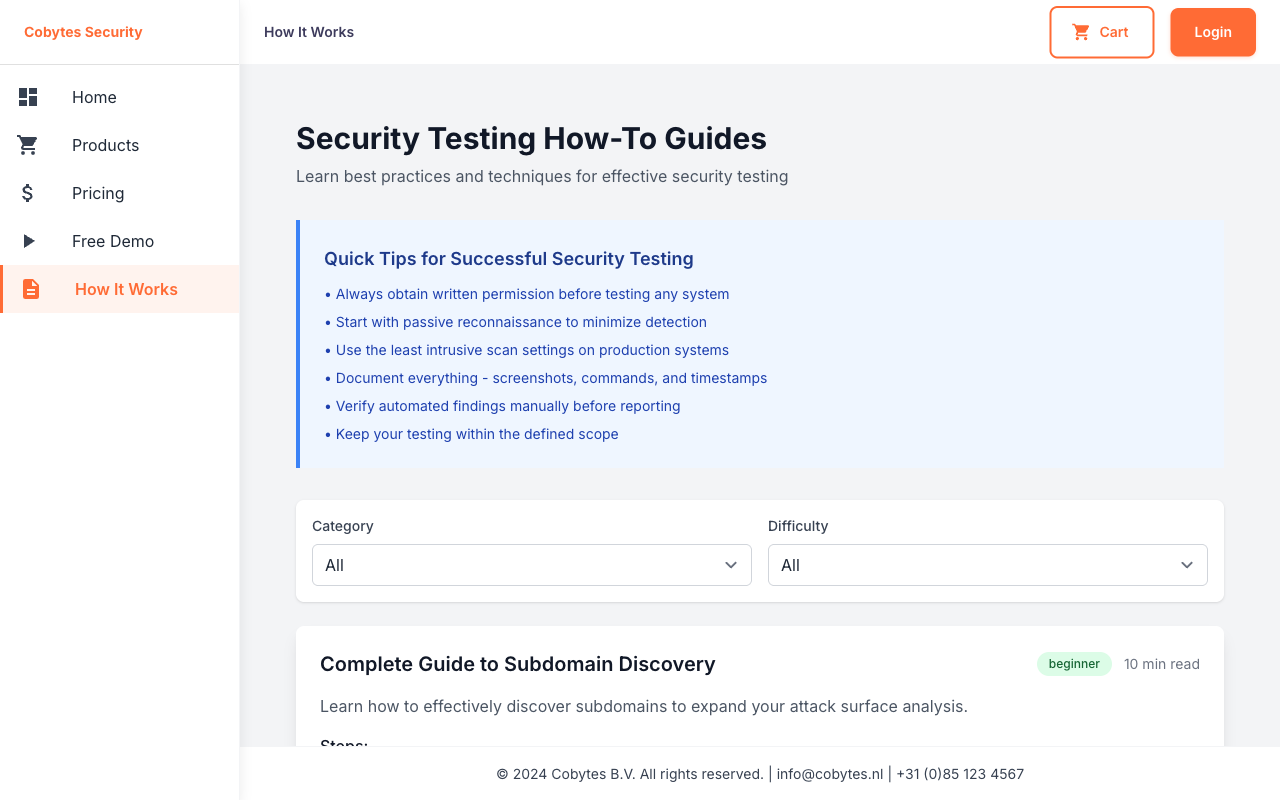 Cobytes Security
How It Works
Cart
Login
Home
Products
Pricing
Free Demo
How It Works
Security Testing How-To Guides
Learn best practices and techniques for effective security testing
Quick Tips for Successful Security Testing
• Always obtain written permission before testing any system
• Start with passive reconnaissance to minimize detection
• Use the least intrusive scan settings on production systems
• Document everything - screenshots, commands, and timestamps
• Verify automated findings manually before reporting
• Keep your testing within the defined scope
Category
Difficulty
All
All
Complete Guide to Subdomain Discovery
beginner
10 min read
Learn how to effectively discover subdomains to expand your attack surface analysis.
Steps:
© 2024 Cobytes B.V. All rights reserved. | info@cobytes.nl | +31 (0)85 123 4567